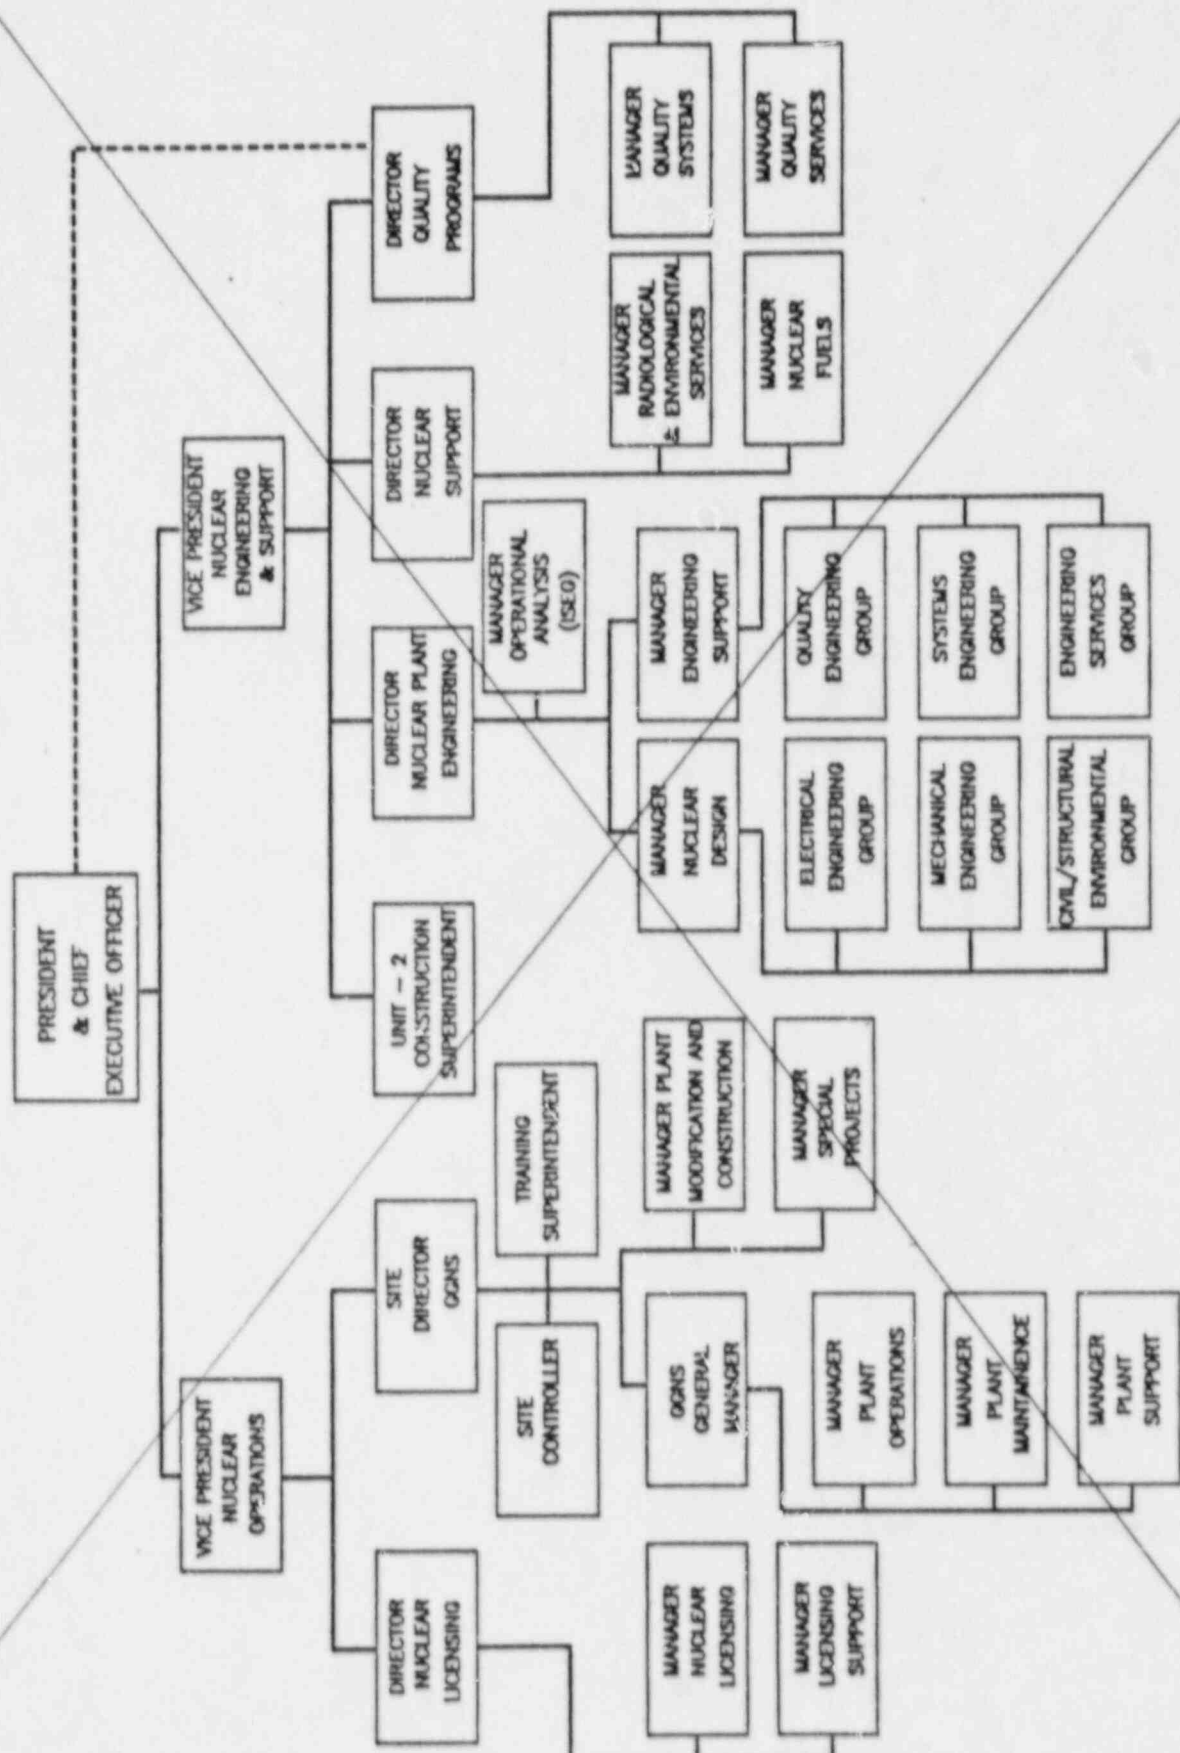 PRESIDENT
& CHIEF
EXECUTIVE OFFICER
VICE PRESIDENT
NUCLEAR
OPERATIONS
VICE PRESIDENT
NUCLEAR
ENGINEERING
& SUPPORT
DIRECTOR
NUCLEAR
LICENSING
SITE
DIRECTOR
GGNS
UNIT - 2
CONSTRUCTION
SUPERINTENDENT
DIRECTOR
NUCLEAR PLANT
ENGINEERING
DIRECTOR
NUCLEAR
SUPPORT
DIRECTOR
QUALITY
PROGRAMS
SITE
CONTROLLER
TRAINING
SUPERINTENDENT
MANAGER
OPERATIONAL
ANALYSIS
(ISEG)
MANAGER
NUCLEAR
LICENSING
GGNS
GENERAL
MANAGER
MANAGER PLANT
MODIFICATION AND
CONSTRUCTION
MANAGER
NUCLEAR
DESIGN
MANAGER
ENGINEERING
SUPPORT
MANAGER
RADIOLOGICAL
& ENVIRONMENTAL
SERVICES
MANAGER
QUALITY
SYSTEMS
MANAGER
LICENSING
SUPPORT
MANAGER
PLANT
OPERATIONS
MANAGER
SPECIAL
PROJECTS
ELECTRICAL
ENGINEERING
GROUP
QUALITY
ENGINEERING
GROUP
MANAGER
NUCLEAR
FUELS
MANAGER
QUALITY
SERVICES
MANAGER
PLANT
MAINTAINENCE
MECHANICAL
ENGINEERING
GROUP
SYSTEMS
ENGINEERING
GROUP
MANAGER
PLANT
SUPPORT
CIVIL/STRUCTURAL
ENVIRONMENTAL
GROUP
ENGINEERING
SERVICES
GROUP